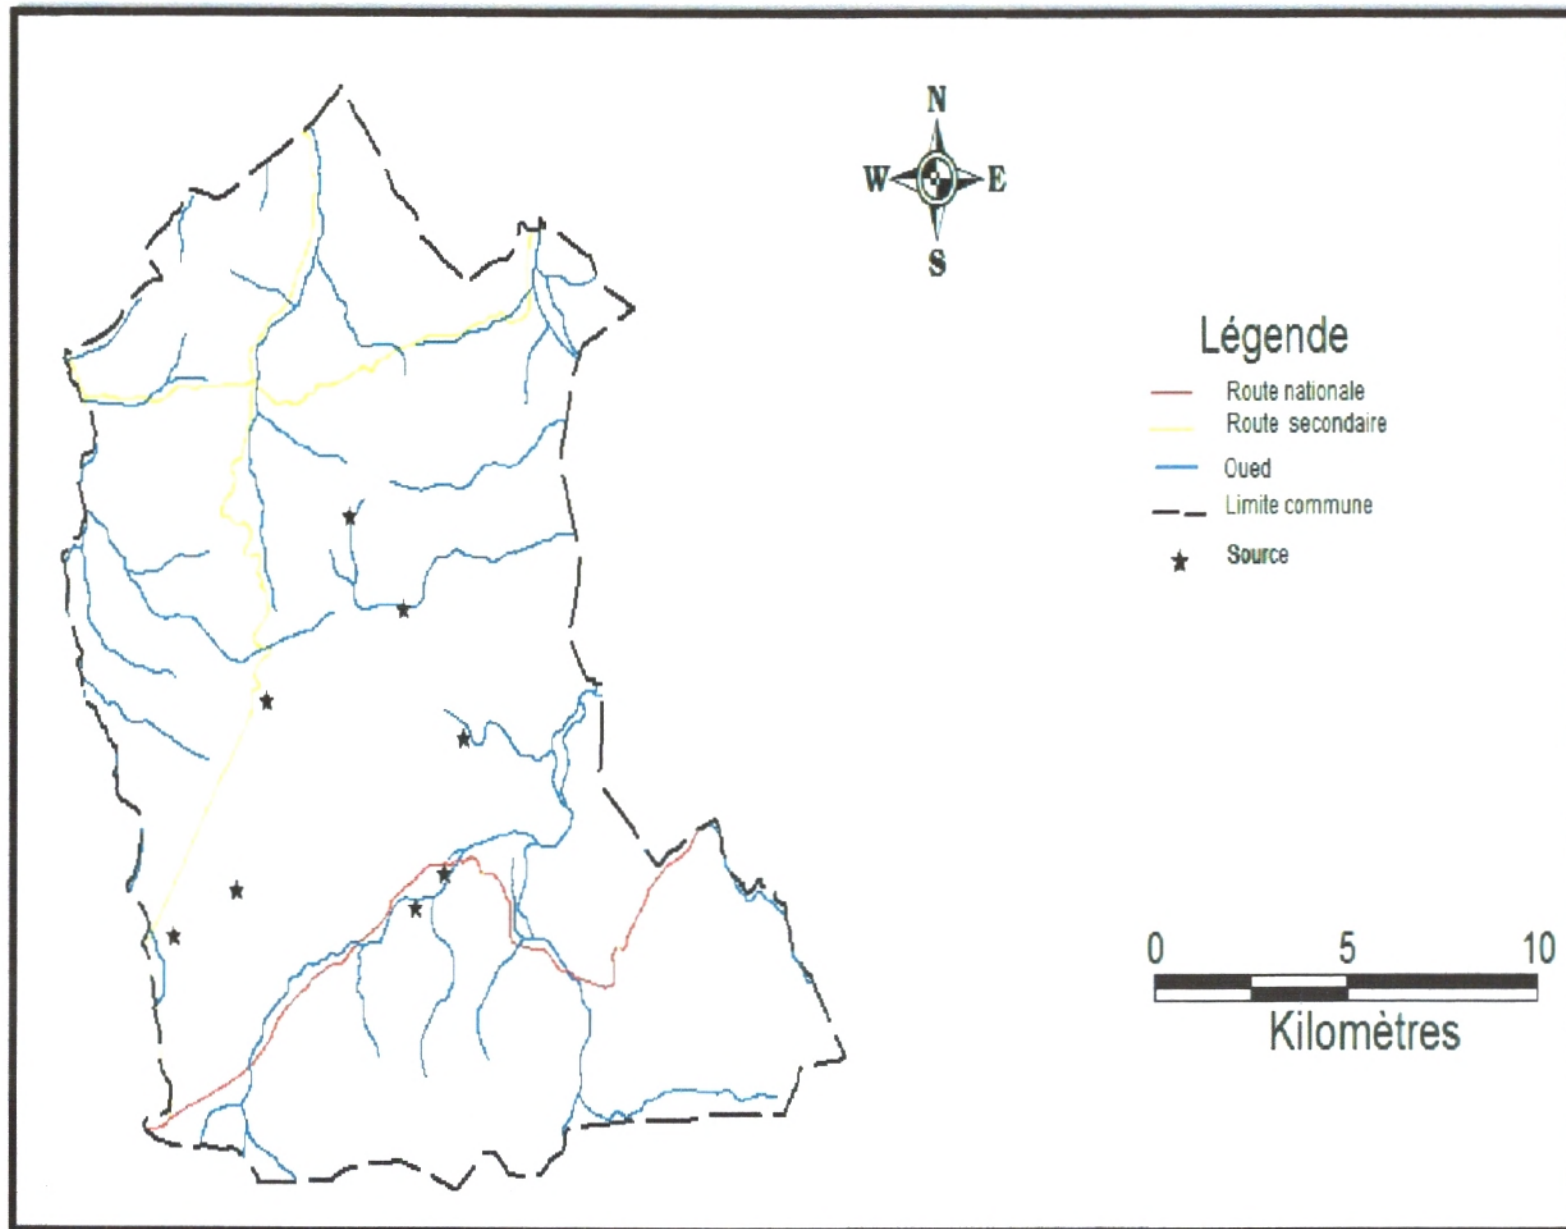 N
W E
S
Légende
Route nationale
Route secondaire
Oued
Limite commune
Source
0 5 10
Kilomètres